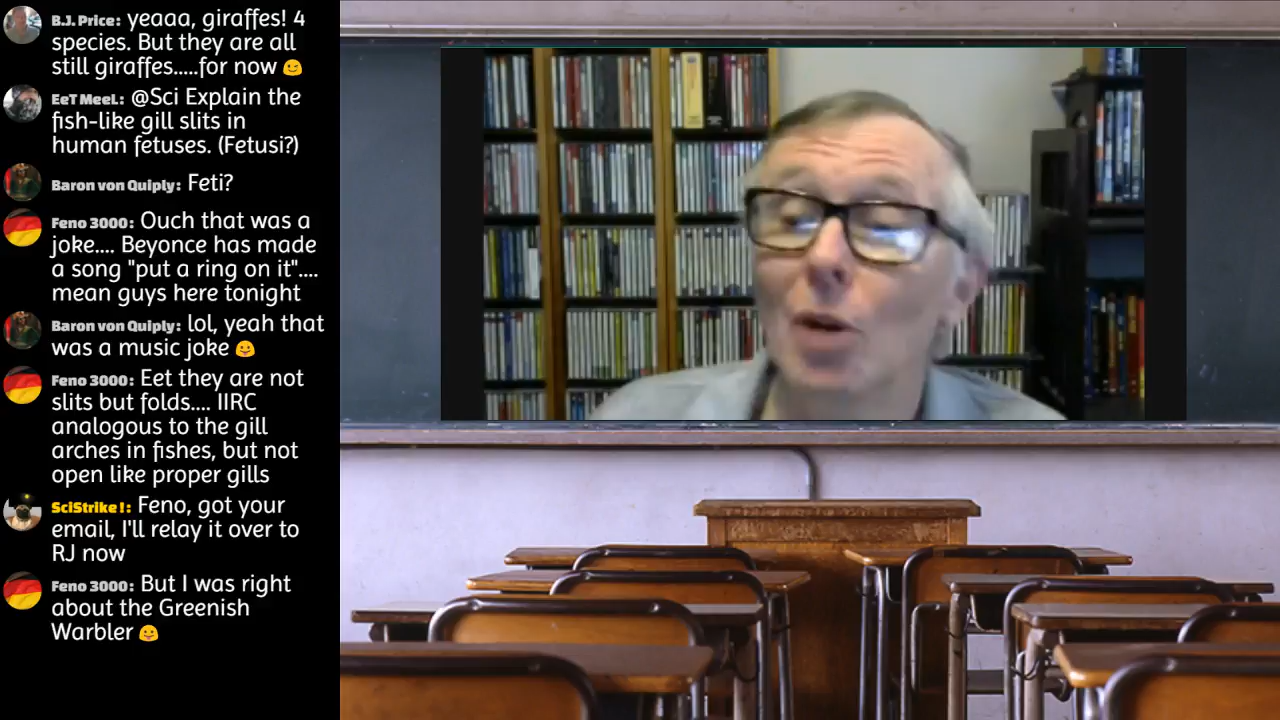 B.J. Price: yeaaa, giraffes! 4
species. But they are all
still giraffes.....for now 😉
EeT MeeL: @Sci Explain the
fish-like gill slits in
human fetuses. (Fetusi?)
Baron von Quiply: Feti?
Feno 3000: Ouch that was a
joke.... Beyonce has made
a song "put a ring on it"....
mean guys here tonight
Baron von Quiply: lol, yeah that
was a music joke 😀
Feno 3000: Eet they are not
slits but folds.... IIRC
analogous to the gill
arches in fishes, but not
open like proper gills
SciStrike!: Feno, got your
email, I'll relay it over to
RJ now
Feno 3000: But I was right
about the Greenish
Warbler 😀